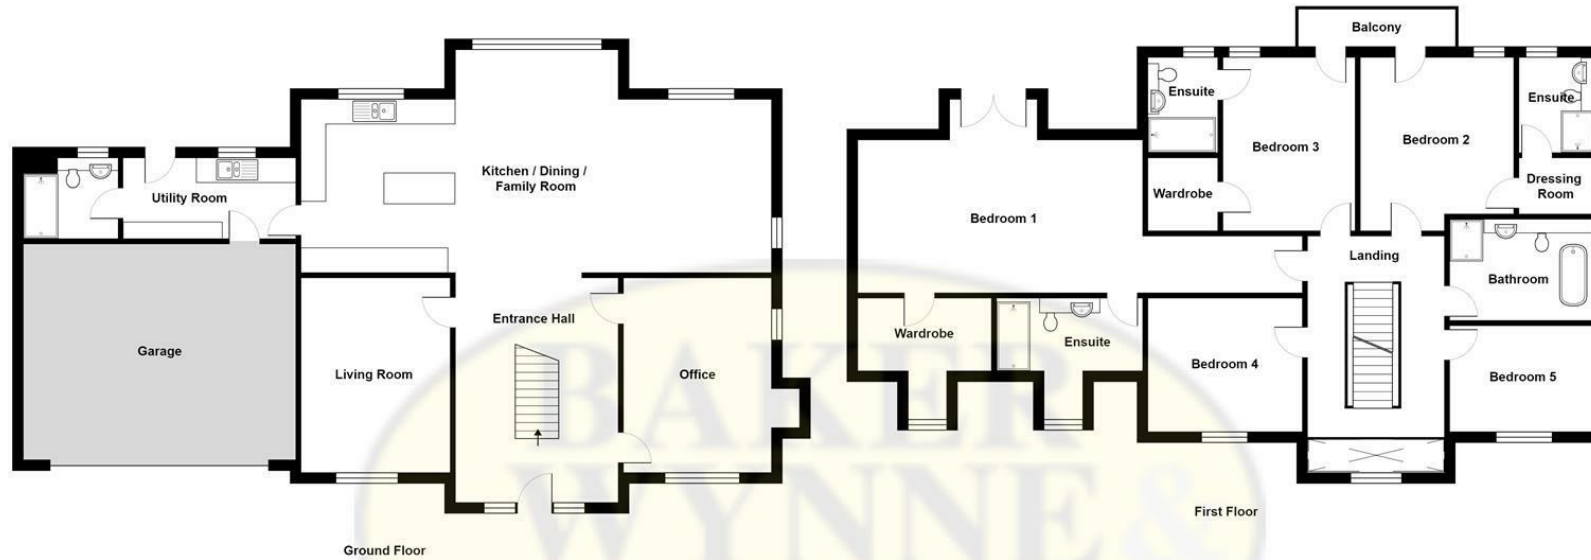 Kitchen / Dining /
Family Room
Utility Room
Garage
Living Room
Entrance Hall
Office
Ground Floor
Balcony
Ensuite
Bedroom 3
Bedroom 2
Ensuite
Wardrobe
Dressing
Room
Bedroom 1
Landing
Bathroom
Wardrobe
Ensuite
Bedroom 4
Bedroom 5
First Floor
BAKER
WYNNE &